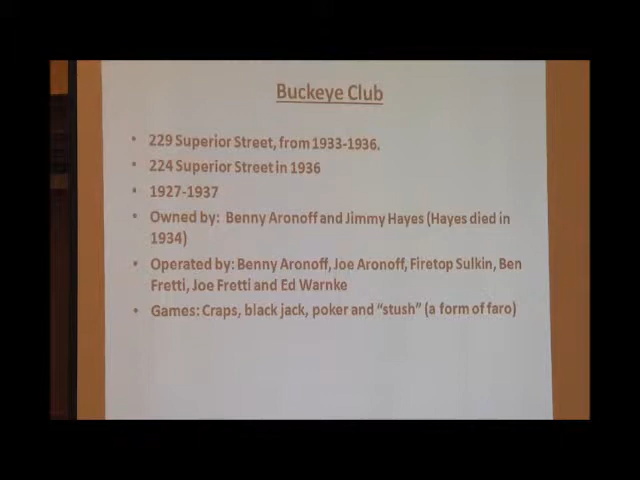 Buckeye Club
• 229 Superior Street, from 1933-1936.
• 224 Superior Street in 1936
• 1927-1937
• Owned by: Benny Aronoff and Jimmy Hayes (Hayes died in
1934)
• Operated by: Benny Aronoff, Joe Aronoff, Firetop Sulkin, Ben
Fretti, Joe Fretti and Ed Warnke
• Games: Craps, black jack, poker and “stush” (a form of faro)